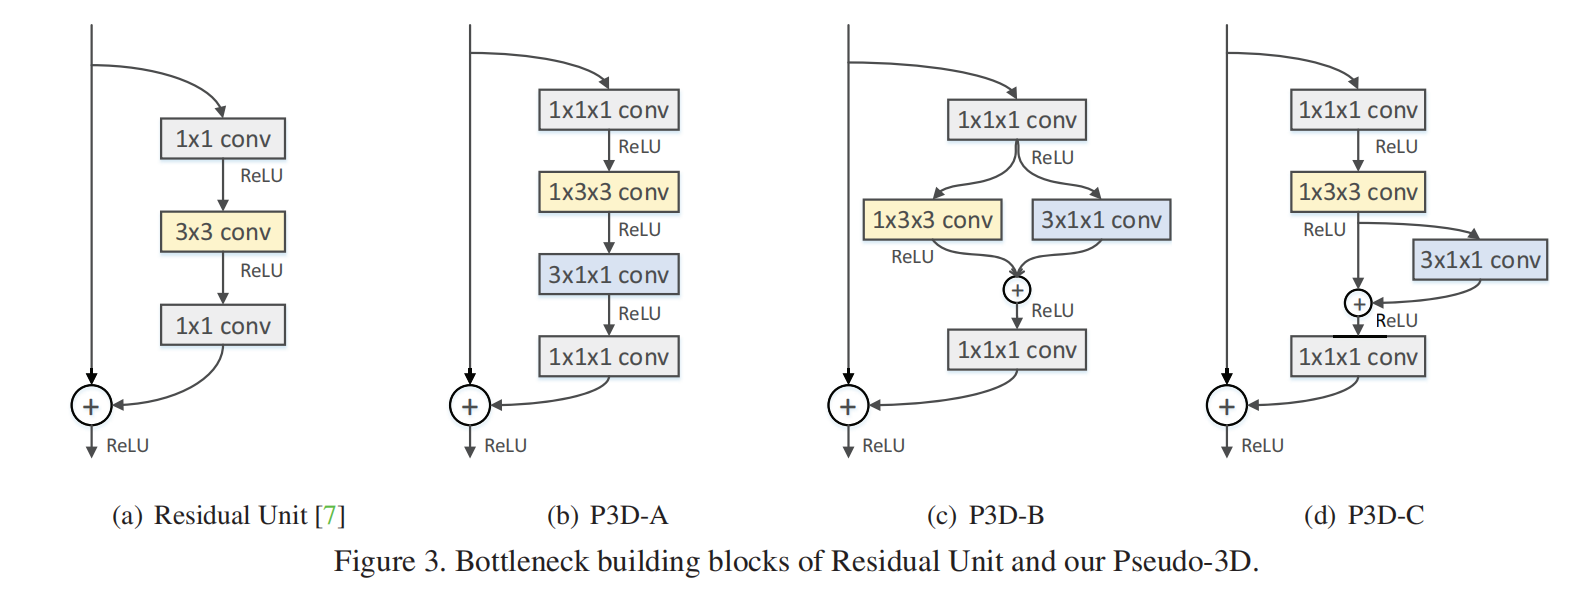 1x1 conv
ReLU
3x3 conv
ReLU
1x1 conv
+
ReLU
(a) Residual Unit [7]
1x1x1 conv
ReLU
1x3x3 conv
ReLU
3x1x1 conv
ReLU
1x1x1 conv
+
ReLU
(b) P3D-A
1x1x1 conv
ReLU
1x3x3 conv
3x1x1 conv
ReLU
+
ReLU
1x1x1 conv
+
ReLU
(c) P3D-B
1x1x1 conv
ReLU
1x3x3 conv
ReLU
3x1x1 conv
+
ReLU
1x1x1 conv
+
ReLU
(d) P3D-C
Figure 3. Bottleneck building blocks of Residual Unit and our Pseudo-3D.